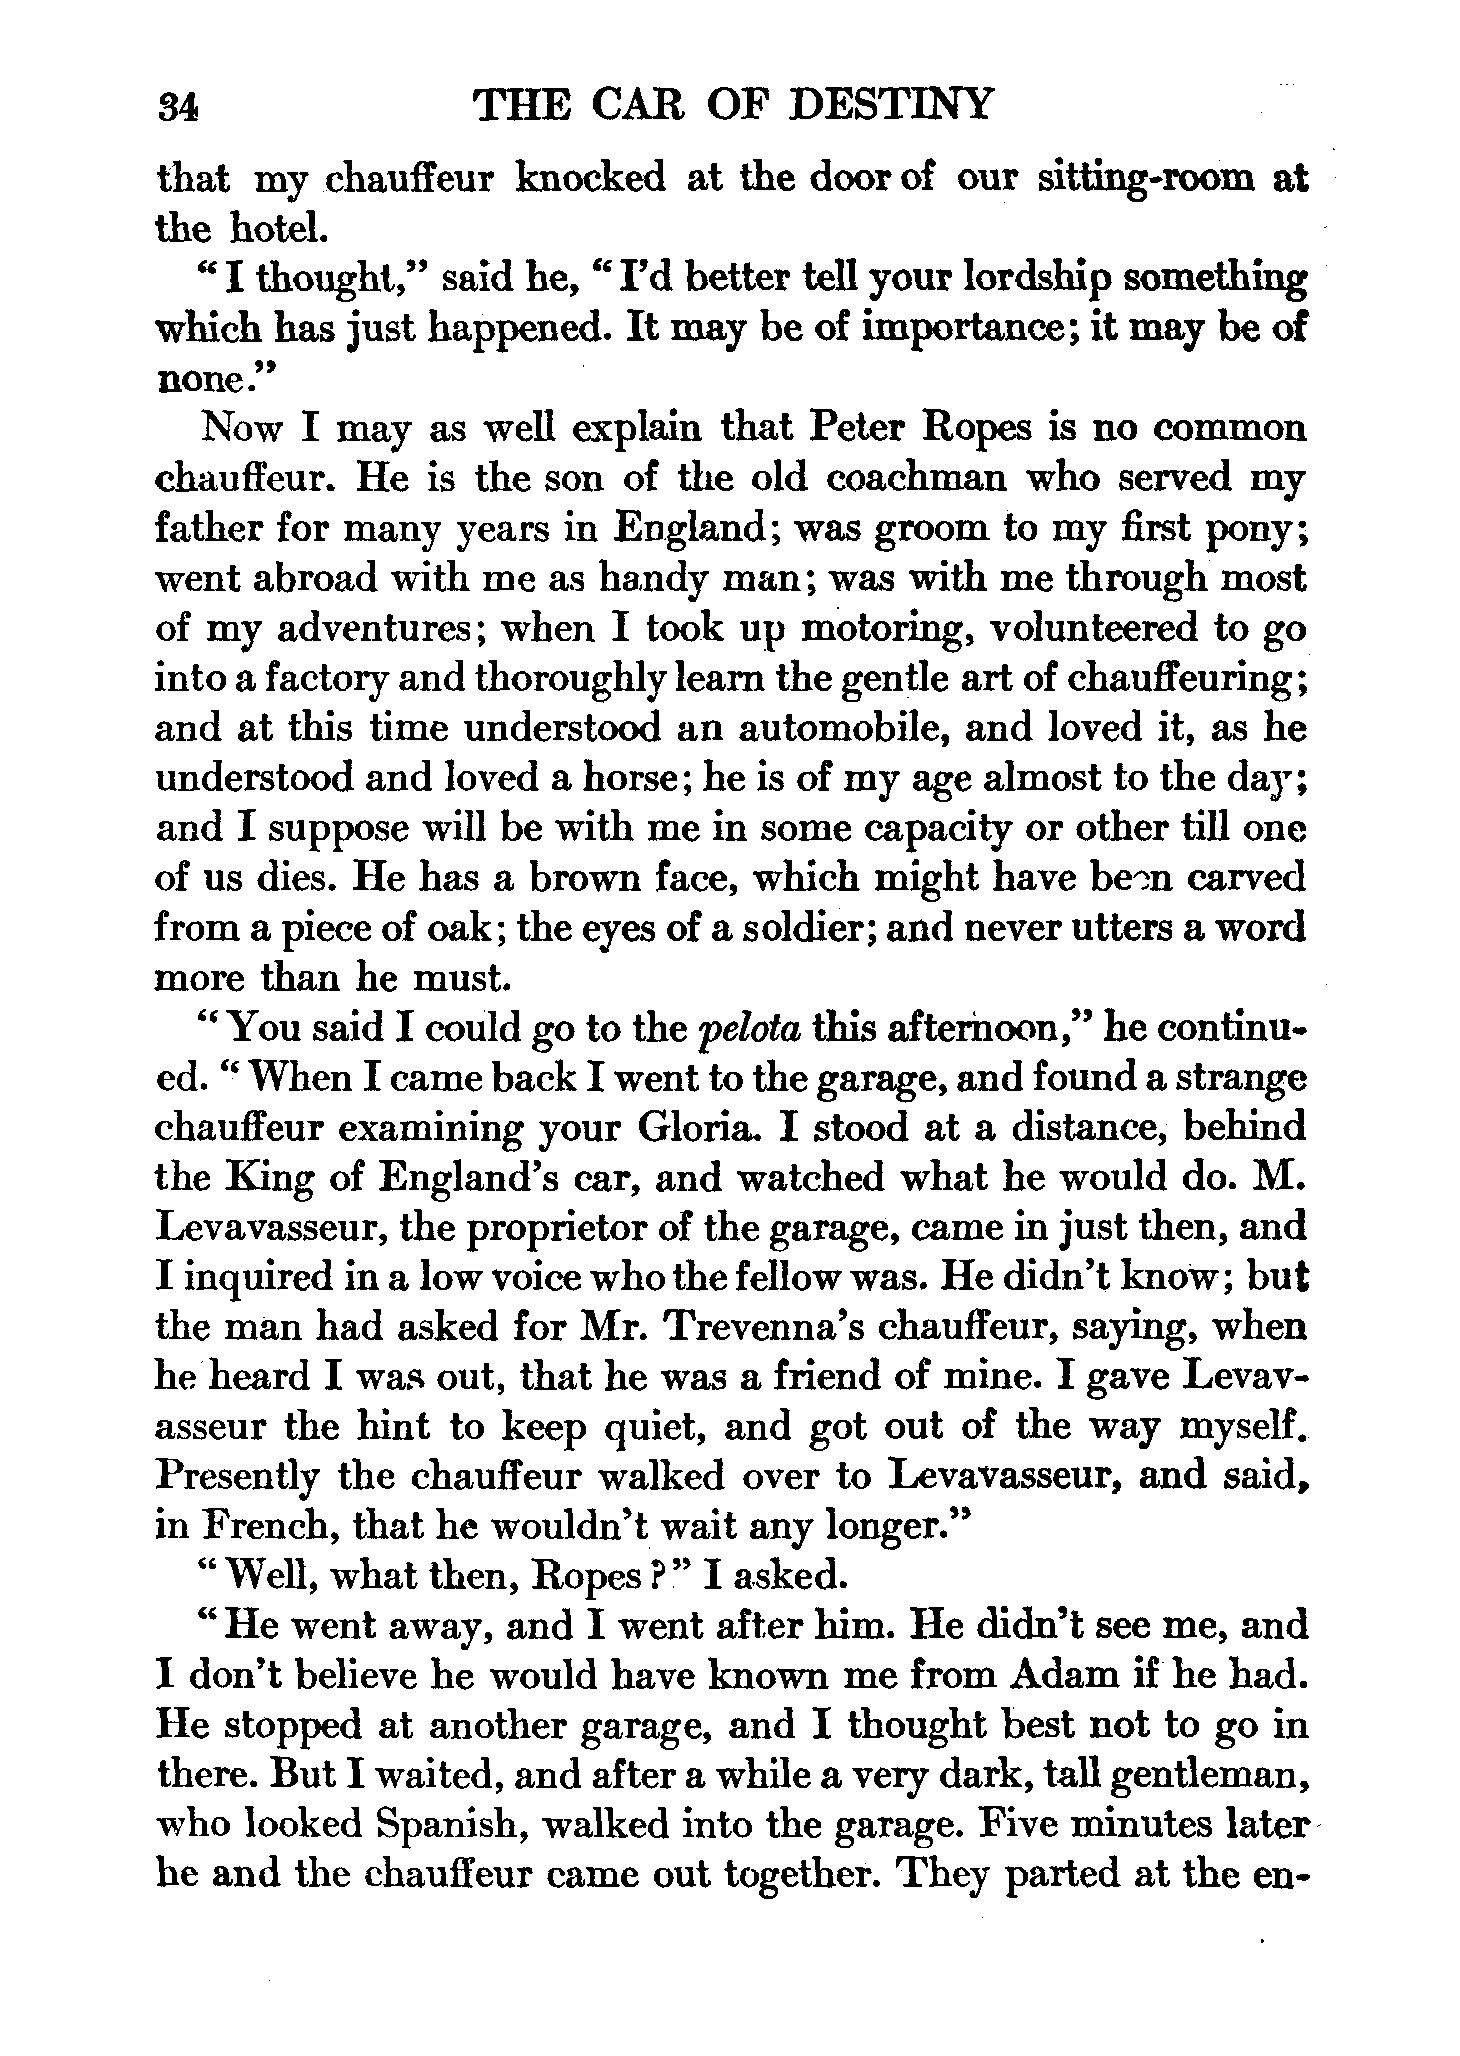 34 THE CAR OF DESTINY
that my chauffeur knocked at the door of our sitting-room at
the hotel.
"I thought," said he, "I'd better tell your lordship something
which has just happened. It may be of importance; it may be of
none."
Now I may as well explain that Peter Ropes is no common
chauffeur. He is the son of the old coachman who served my
father for many years in England; was groom to my first pony;
went abroad with me as handy man; was with me through most
of my adventures; when I took up motoring, volunteered to go
into a factory and thoroughly learn the gentle art of chauffeuring;
and at this time understood an automobile, and loved it, as he
understood and loved a horse; he is of my age almost to the day;
and I suppose will be with me in some capacity or other till one
of us dies. He has a brown face, which might have been carved
from a piece of oak; the eyes of a soldier; and never utters a word
more than he must.
"You said I could go to the pelota this afternoon," he continu-
ed. "When I came back I went to the garage, and found a strange
chauffeur examining your Gloria. I stood at a distance, behind
the King of England's car, and watched what he would do. M.
Levavasseur, the proprietor of the garage, came in just then, and
I inquired in a low voice who the fellow was. He didn't know; but
the man had asked for Mr. Trevenna's chauffeur, saying, when
he heard I was out, that he was a friend of mine. I gave Levav-
asseur the hint to keep quiet, and got out of the way myself.
Presently the chauffeur walked over to Levavasseur, and said,
in French, that he wouldn't wait any longer."
"Well, what then, Ropes?" I asked.
"He went away, and I went after him. He didn't see me, and
I don't believe he would have known me from Adam if he had.
He stopped at another garage, and I thought best not to go in
there. But I waited, and after a while a very dark, tall gentleman,
who looked Spanish, walked into the garage. Five minutes later
he and the chauffeur came out together. They parted at the en-